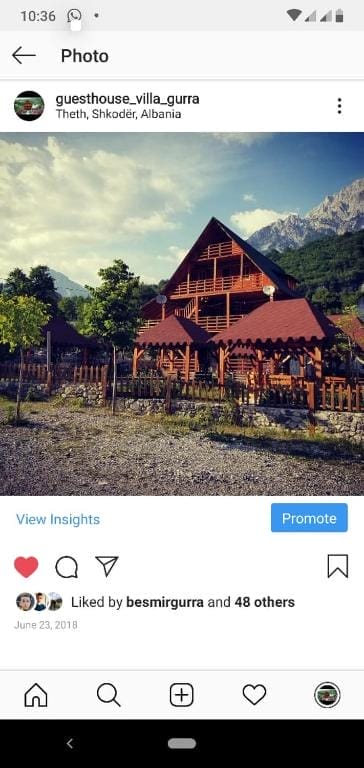 10:36
Photo
guesthouse_villa_gurra
Theth, Shkodër, Albania
View Insights
Promote
Liked by besmirgurra and 48 others
June 23, 2018